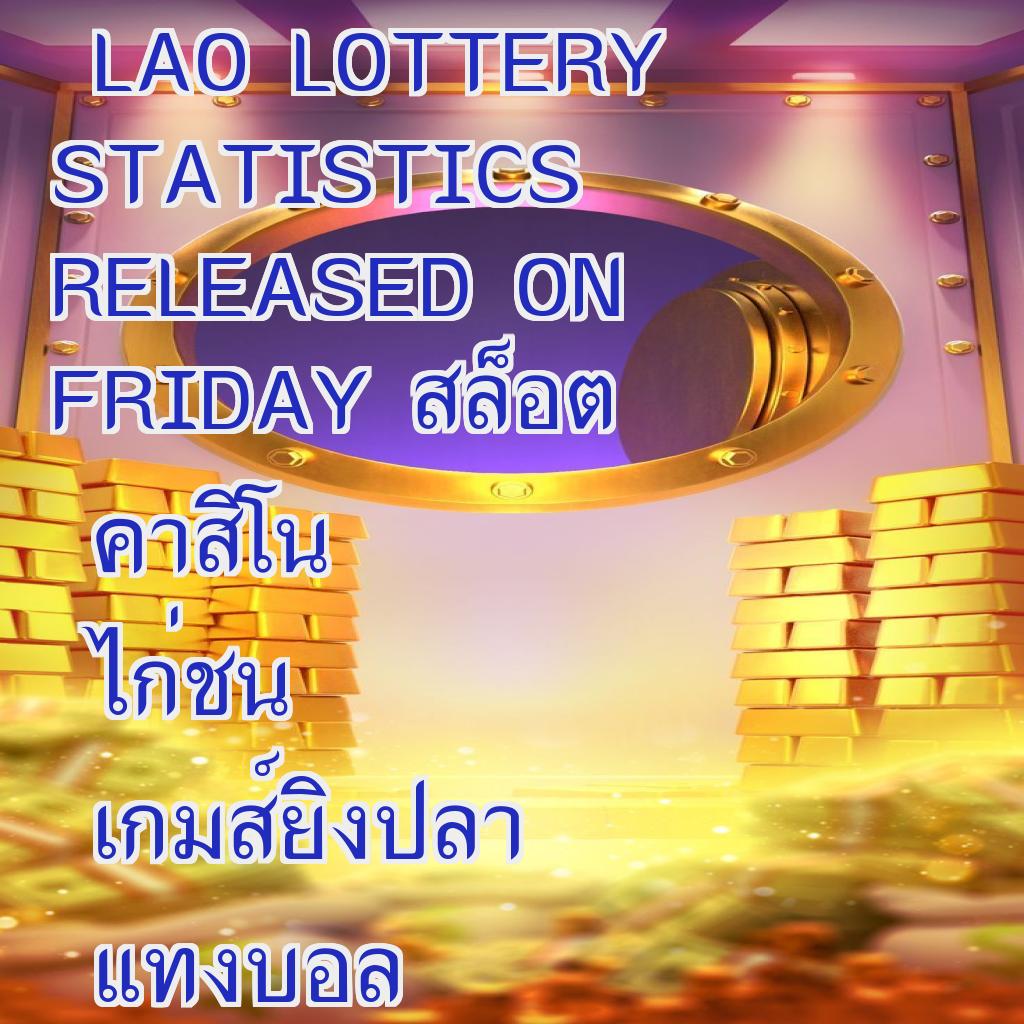 LAO LOTTERY
STATISTICS
RELEASED ON
FRIDAY สล็อต
คาสิโน
ไก่ชน
เกมส์ยิงปลา
แทงบอล